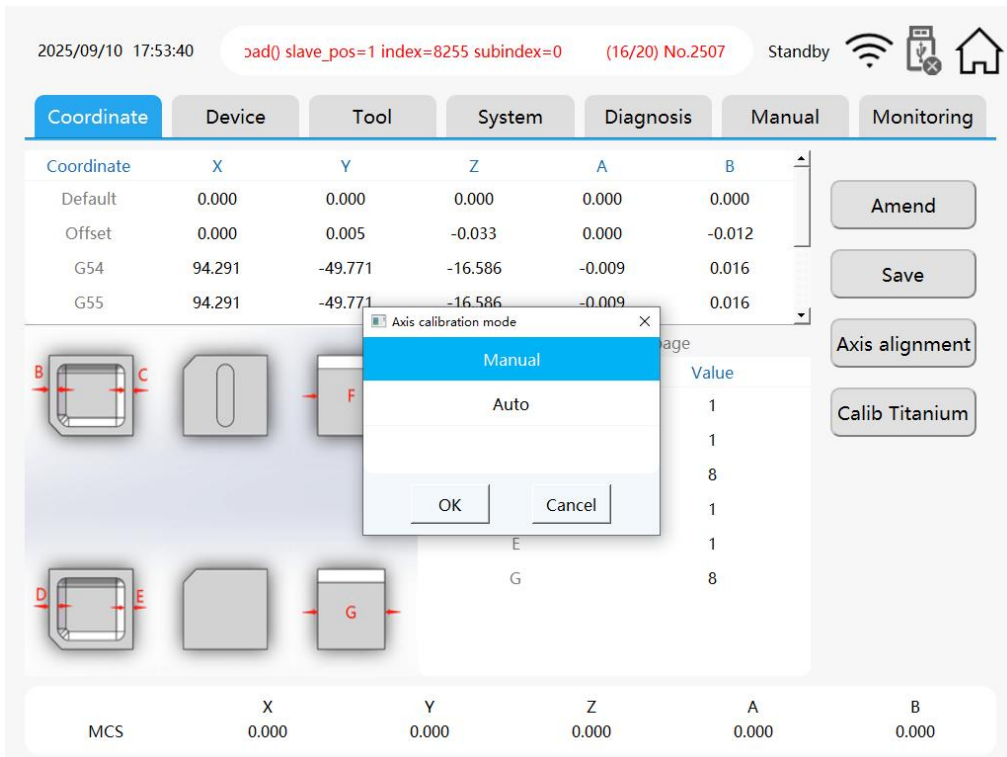 2025/09/10 17:53:40 oad() slave_pos=1 index=8255 subindex=0 (16/20) No.2507 Standby
Coordinate Device Tool System Diagnosis Manual Monitoring
Coordinate X Y Z A B
Default 0.000 0.000 0.000 0.000 0.000
Offset 0.000 0.005 -0.033 0.000 -0.012
G54 94.291 -49.771 -16.586 -0.009 0.016
G55 94.291 -49.771 -16.586 -0.009 0.016
Amend
Save
Axis alignment
Calib Titanium
Axis calibration mode
Manual
Auto
OK Cancel
age
Value
1
1
8
1
E 1
G 8
B C F
D E G
X Y Z A B
MCS 0.000 0.000 0.000 0.000 0.000